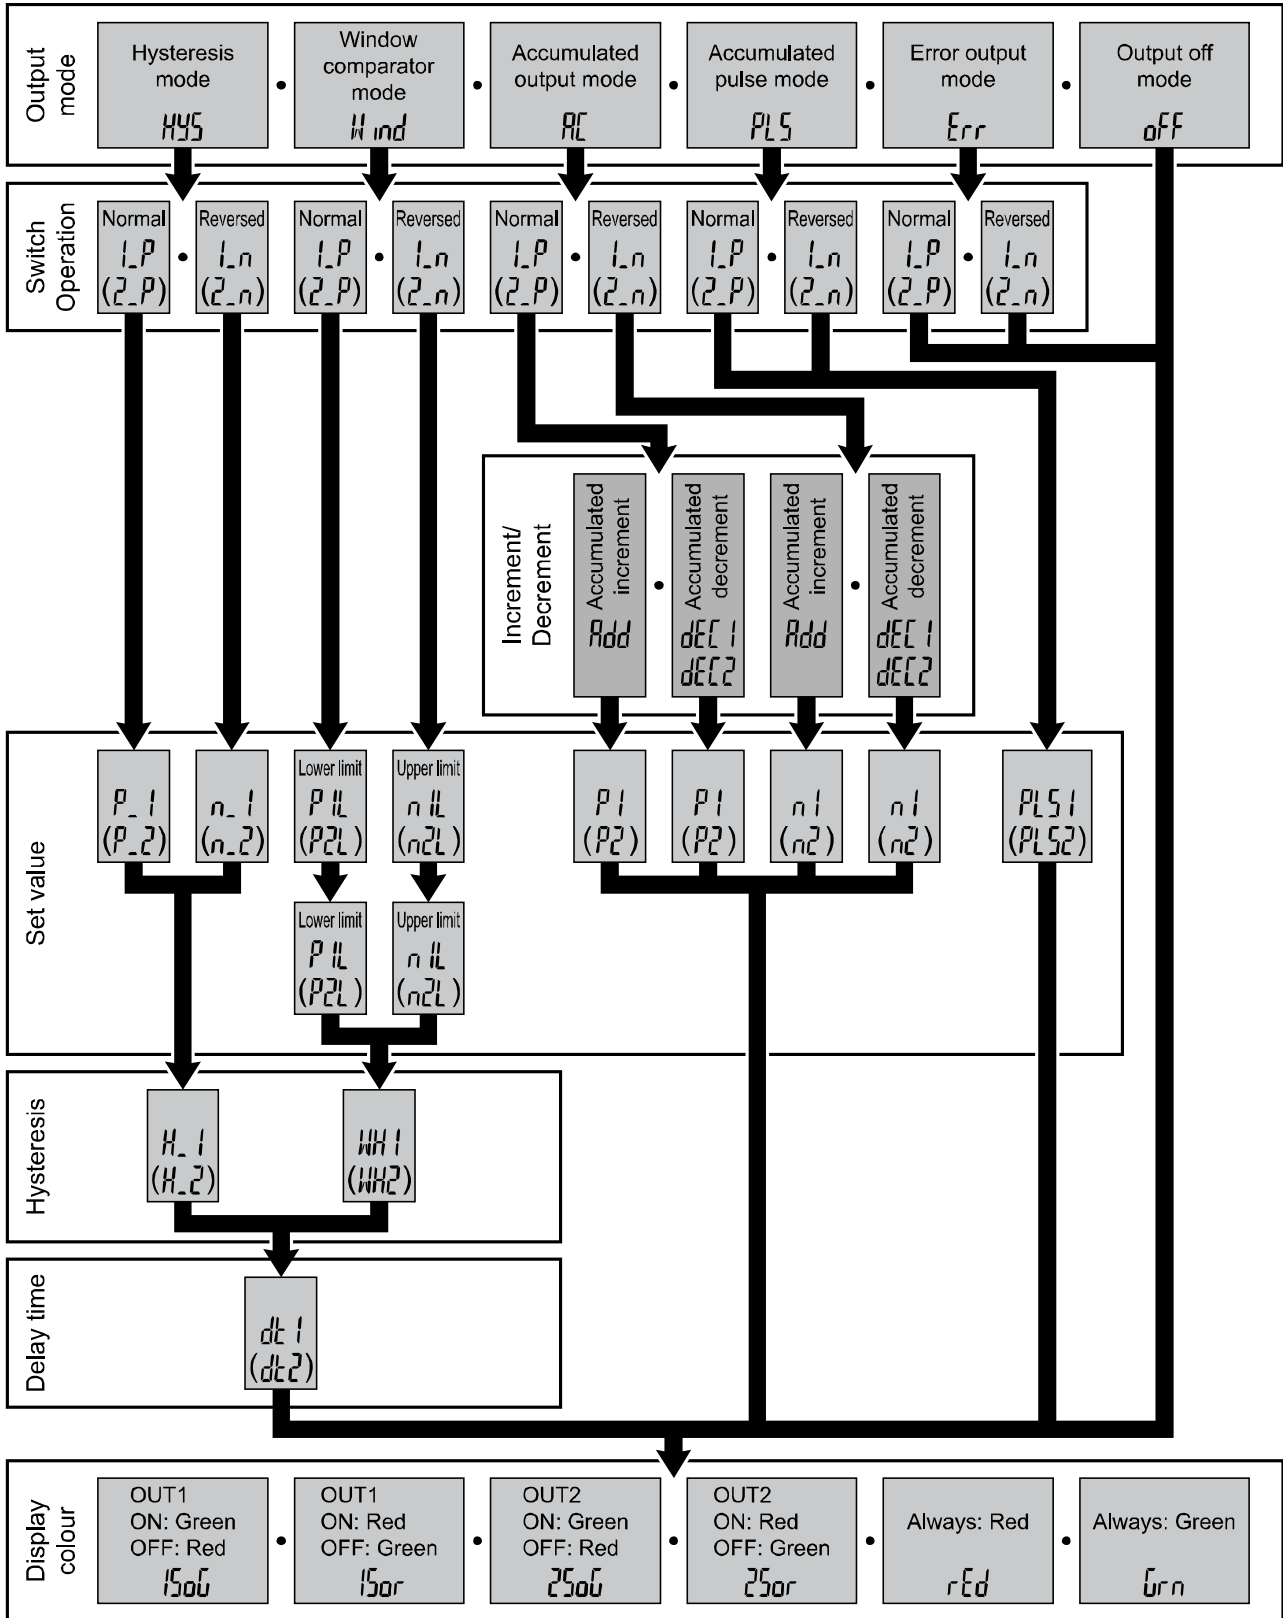 Output
mode
Hysteresis
mode
HYS
Window
comparator
mode
Wind
Accumulated
output mode
AC
Accumulated
pulse mode
PLS
Error output
mode
Err
Output off
mode
oFF
Switch
Operation
Normal
1_P
(2_P)
Reversed
1_n
(2_n)
Normal
1_P
(2_P)
Reversed
1_n
(2_n)
Normal
1_P
(2_P)
Reversed
1_n
(2_n)
Normal
1_P
(2_P)
Reversed
1_n
(2_n)
Normal
1_P
(2_P)
Reversed
1_n
(2_n)
Increment/
Decrement
Accumulated
increment
Add
Accumulated
decrement
dEC1
dEC2
Accumulated
increment
Add
Accumulated
decrement
dEC1
dEC2
Set value
P_1
(P_2)
n_1
(n_2)
Lower limit
P1L
(P2L)
Upper limit
n1L
(n2L)
P1
(P2)
P1
(P2)
n1
(n2)
n1
(n2)
PLS1
(PLS2)
Lower limit
P1L
(P2L)
Upper limit
n1L
(n2L)
Hysteresis
H_1
(H_2)
WH1
(WH2)
Delay time
dt1
(dt2)
Display
colour
OUT1
ON: Green
OFF: Red
1SoG
OUT1
ON: Red
OFF: Green
1Sor
OUT2
ON: Green
OFF: Red
2SoG
OUT2
ON: Red
OFF: Green
2Sor
Always: Red
rEd
Always: Green
Grn